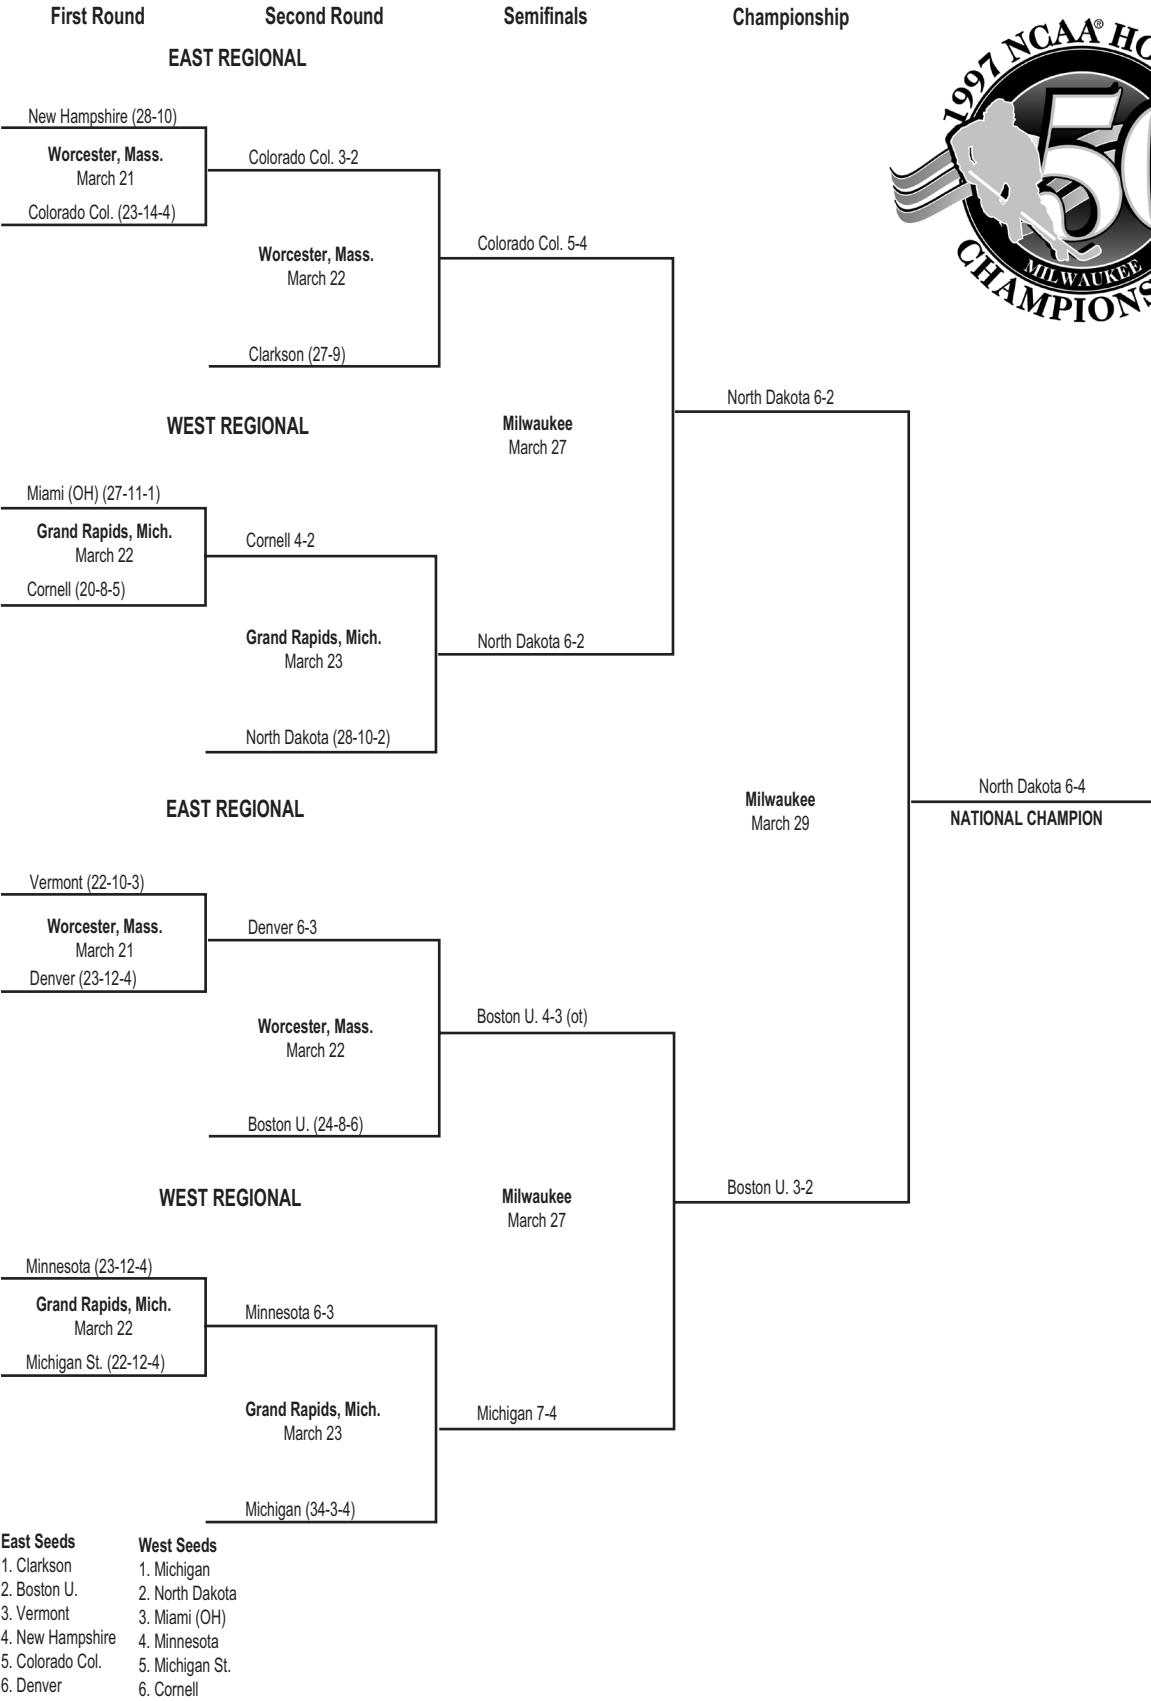 First Round Second Round Semifinals Championship
EAST REGIONAL
1997 NCAA® HO
50
MILWAUKEE
CHAMPIONS
New Hampshire (28-10)
Worcester, Mass.
March 21
Colorado Col. (23-14-4)
Colorado Col. 3-2
Worcester, Mass.
March 22
Clarkson (27-9)
Colorado Col. 5-4
WEST REGIONAL
Milwaukee
March 27
North Dakota 6-2
Miami (OH) (27-11-1)
Grand Rapids, Mich.
March 22
Cornell (20-8-5)
Cornell 4-2
Grand Rapids, Mich.
March 23
North Dakota (28-10-2)
North Dakota 6-2
EAST REGIONAL
Milwaukee
March 29
North Dakota 6-4
NATIONAL CHAMPION
Vermont (22-10-3)
Worcester, Mass.
March 21
Denver (23-12-4)
Denver 6-3
Worcester, Mass.
March 22
Boston U. (24-8-6)
Boston U. 4-3 (ot)
WEST REGIONAL
Milwaukee
March 27
Boston U. 3-2
Minnesota (23-12-4)
Grand Rapids, Mich.
March 22
Michigan St. (22-12-4)
Minnesota 6-3
Grand Rapids, Mich.
March 23
Michigan (34-3-4)
Michigan 7-4
East Seeds
1. Clarkson
2. Boston U.
3. Vermont
4. New Hampshire
5. Colorado Col.
6. Denver
West Seeds
1. Michigan
2. North Dakota
3. Miami (OH)
4. Minnesota
5. Michigan St.
6. Cornell